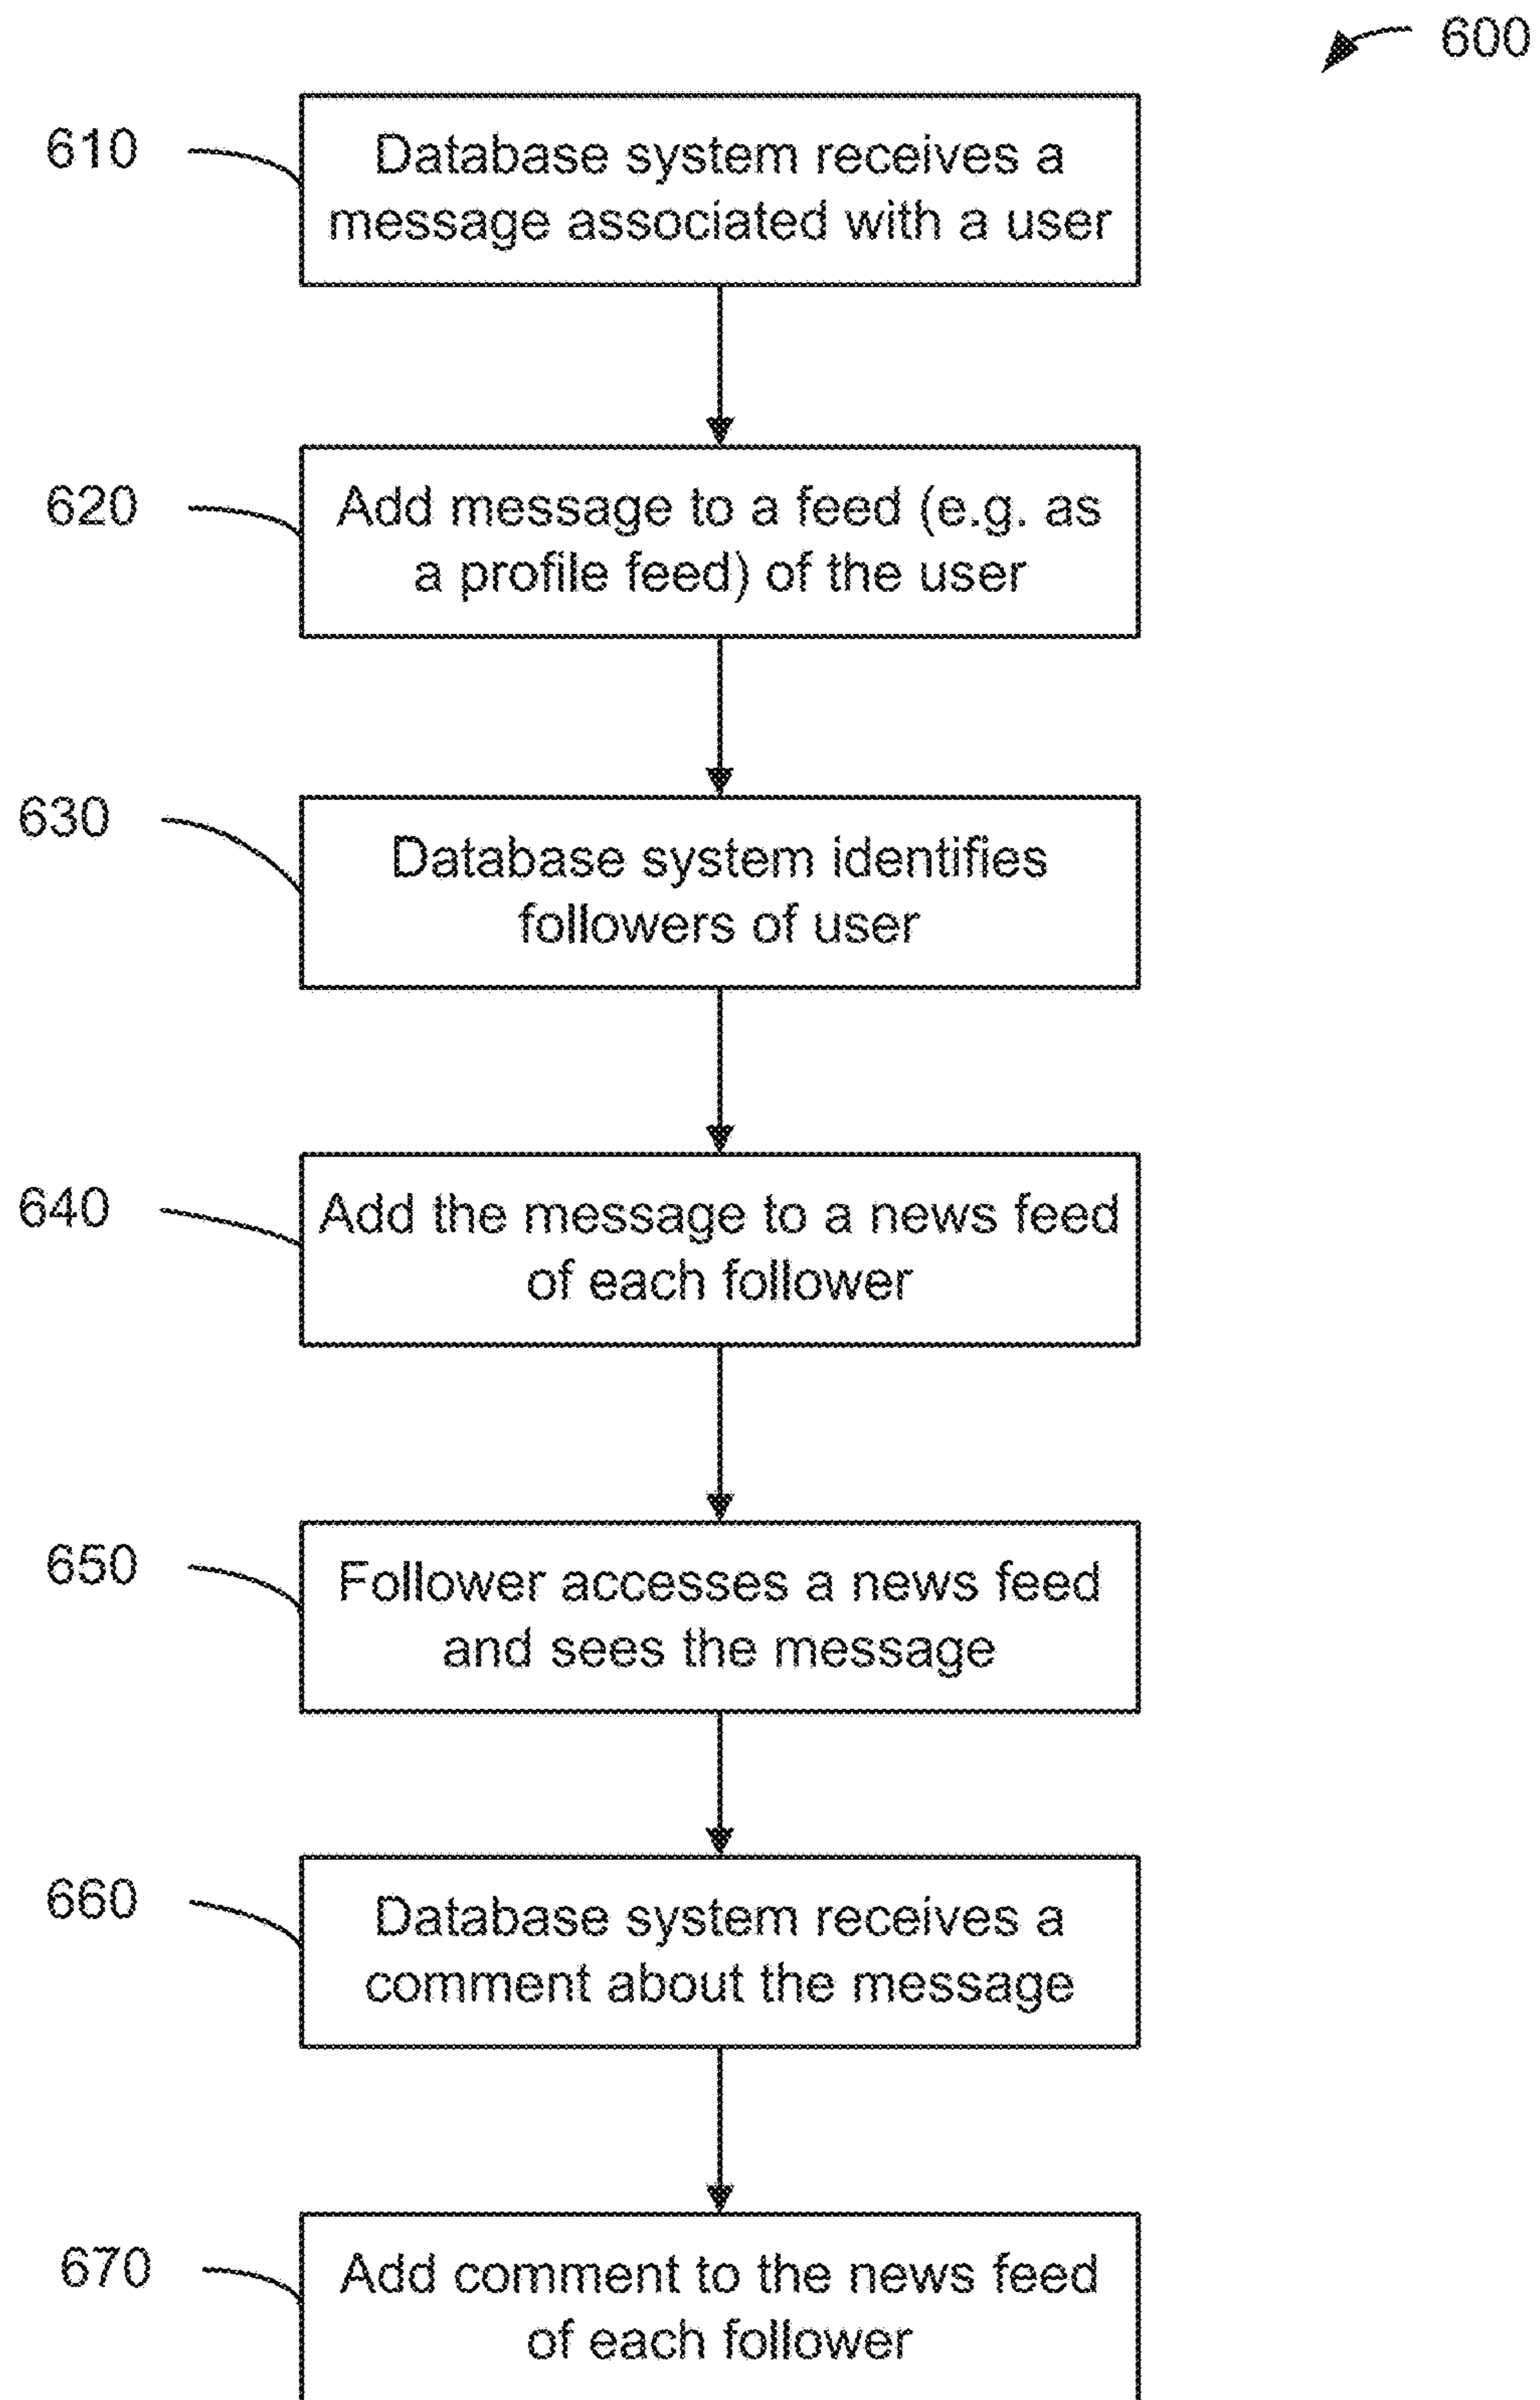 600
610
Database system receives a
message associated with a user
620
Add message to a feed (e.g. as
a profile feed) of the user
630
Database system identifies
followers of user
640
Add the message to a news feed
of each follower
650
Follower accesses a news feed
and sees the message
660
Database system receives a
comment about the message
670
Add comment to the news feed
of each follower